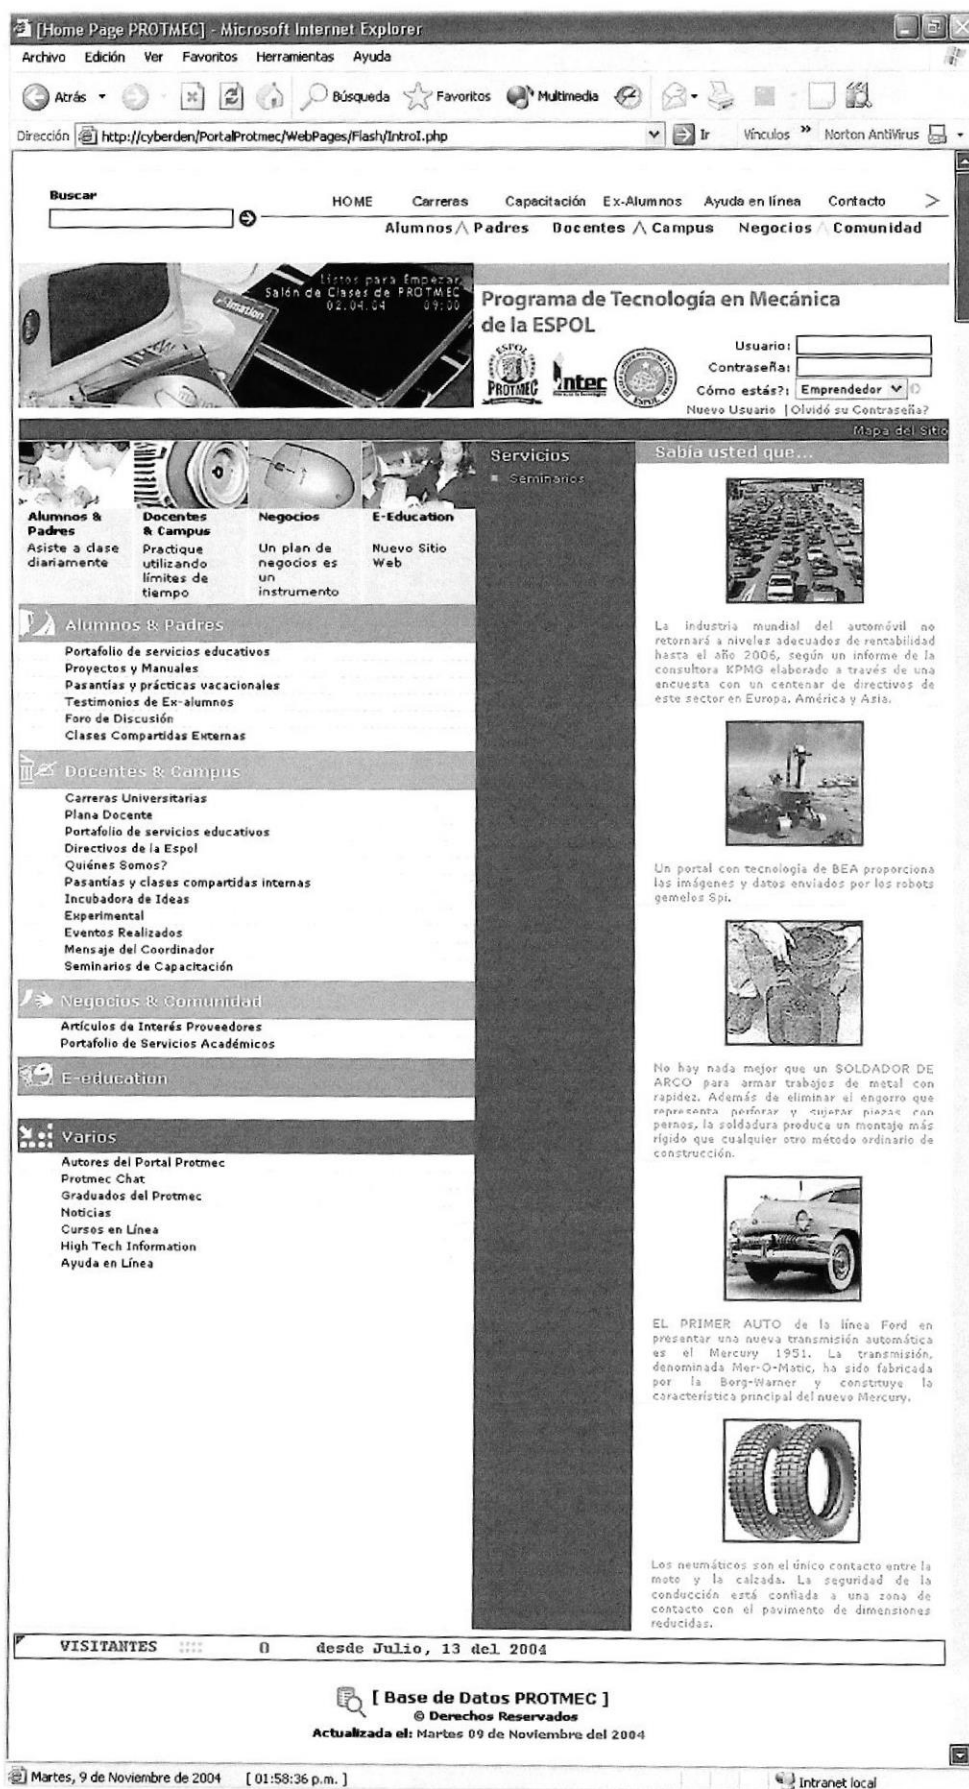 [Home Page PROTMEC] - Microsoft Internet Explorer
Archivo Edición Ver Favoritos Herramientas Ayuda
Atrás Búsqueda Favoritos Multimedia
Dirección http://cyberden/PortalProtmec/WebPages/Flash/IntroI.php Ir Vínculos » Norton AntiVirus
Buscar
HOME Carreras Capacitación Ex-Alumnos Ayuda en línea Contacto >
Alumnos Padres Docentes Campus Negocios Comunidad
Listos para Empezar
Salón de Clases de PROTMEC
02.04.04 09:00
imation
Programa de Tecnología en Mecánica
de la ESPOL
ESPOL
PROTMEC
intec
ESPOL
Usuario:
Contraseña:
Cómo estás?: Emprendedor
Nuevo Usuario | Olvidó su Contraseña?
Mapa del Sitio
Alumnos &
Padres
Asiste a clase
diariamente
Docentes
& Campus
Practique
utilizando
límites de
tiempo
Negocios
Un plan de
negocios es
un
instrumento
E-Education
Nuevo Sitio
Web
Alumnos & Padres
Portafolio de servicios educativos
Proyectos y Manuales
Pasantías y prácticas vacacionales
Testimonios de Ex-alumnos
Foro de Discusión
Clases Compartidas Externas
Docentes & Campus
Carreras Universitarias
Plana Docente
Portafolio de servicios educativos
Directivos de la Espol
Quiénes Somos?
Pasantías y clases compartidas internas
Incubadora de Ideas
Experimental
Eventos Realizados
Mensaje del Coordinador
Seminarios de Capacitación
Negocios & Comunidad
Artículos de Interés Proveedores
Portafolio de Servicios Académicos
E-education
Varios
Autores del Portal Protmec
Protmec Chat
Graduados del Protmec
Noticias
Cursos en Línea
High Tech Information
Ayuda en Línea
Servicios
Seminarios
Sabía usted que...
La industria mundial del automóvil no
retornará a niveles adecuados de rentabilidad
hasta el año 2006, según un informe de la
consultora KPMG elaborado a través de una
encuesta con un centenar de directivos de
este sector en Europa, América y Asia.
Un portal con tecnología de BEA proporciona
las imágenes y datos enviados por los robots
gemelos Spi.
No hay nada mejor que un SOLDADOR DE
ARCO para armar trabajos de metal con
rapidez. Además de eliminar el engorro que
representa perforar y sujetar piezas con
pernos, la soldadura produce un montaje más
rígido que cualquier otro método ordinario de
construcción.
EL PRIMER AUTO de la línea Ford en
presentar una nueva transmisión automática
es el Mercury 1951. La transmisión,
denominada Mer-O-Matic, ha sido fabricada
por la Borg-Warner y constituye la
característica principal del nuevo Mercury.
Los neumáticos son el único contacto entre la
moto y la calzada. La seguridad de la
conducción está confiada a una zona de
contacto con el pavimento de dimensiones
reducidas.
VISITANTES :::: 0 desde Julio, 13 del 2004
[ Base de Datos PROTMEC ]
© Derechos Reservados
Actualizada el: Martes 09 de Noviembre del 2004
Martes, 9 de Noviembre de 2004 [ 01:58:36 p.m. ] Intranet local